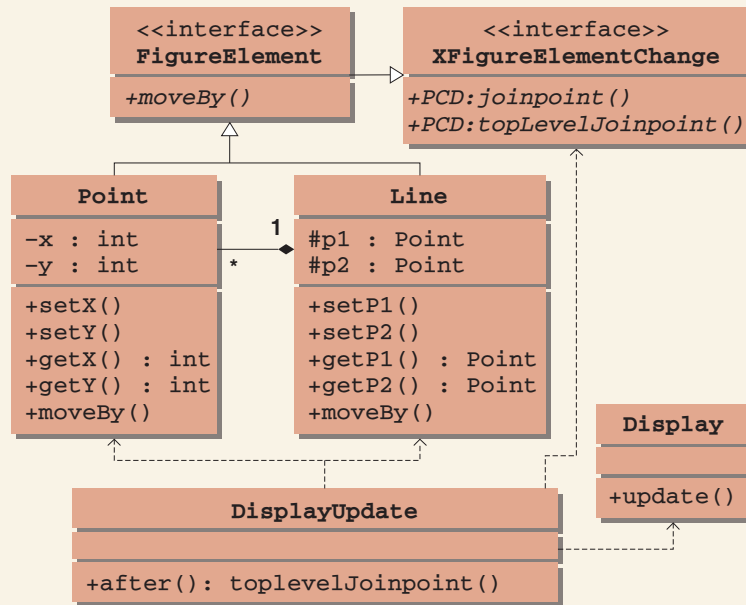 <<interface>>
FigureElement
+moveBy()
<<interface>>
XFigureElementChange
+PCD:joinpoint()
+PCD:topLevelJoinpoint()
Point
-x : int
-y : int
+setX()
+setY()
+getX() : int
+getY() : int
+moveBy()
1
*
Line
#p1 : Point
#p2 : Point
+setP1()
+setP2()
+getP1() : Point
+getP2() : Point
+moveBy()
Display
+update()
DisplayUpdate
+after(): toplevelJoinpoint()